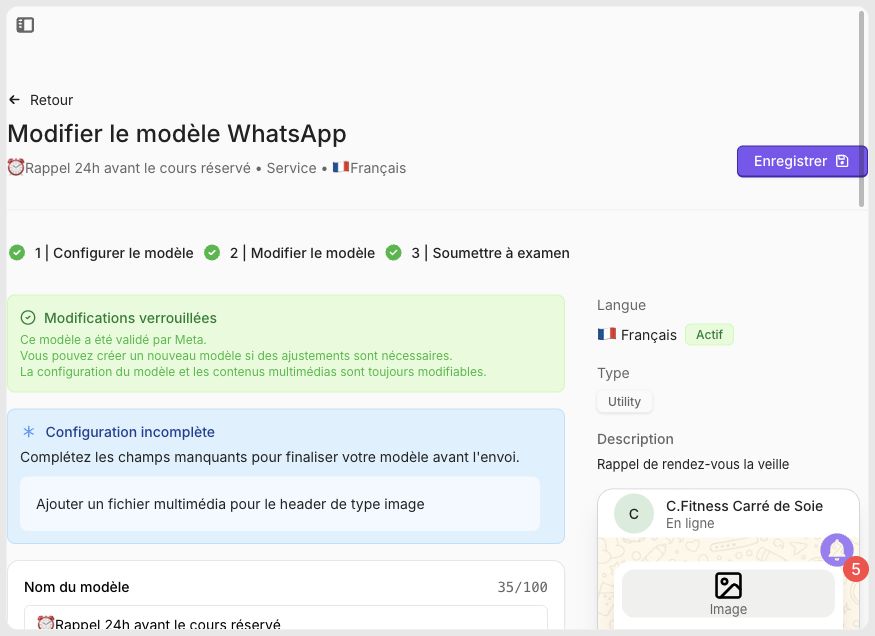 Retour
Modifier le modèle WhatsApp
⏰Rappel 24h avant le cours réservé • Service • 🇫🇷Français
Enregistrer
1 | Configurer le modèle
2 | Modifier le modèle
3 | Soumettre à examen
Modifications verrouillées
Ce modèle a été validé par Meta.
Vous pouvez créer un nouveau modèle si des ajustements sont nécessaires.
La configuration du modèle et les contenus multimédias sont toujours modifiables.
Configuration incomplète
Complétez les champs manquants pour finaliser votre modèle avant l'envoi.
Ajouter un fichier multimédia pour le header de type image
Nom du modèle
35/100
⏰Rappel 24h avant le cours réservé
Langue
🇫🇷 Français
Actif
Type
Utility
Description
Rappel de rendez-vous la veille
C
C.Fitness Carré de Soie
En ligne
5
Image